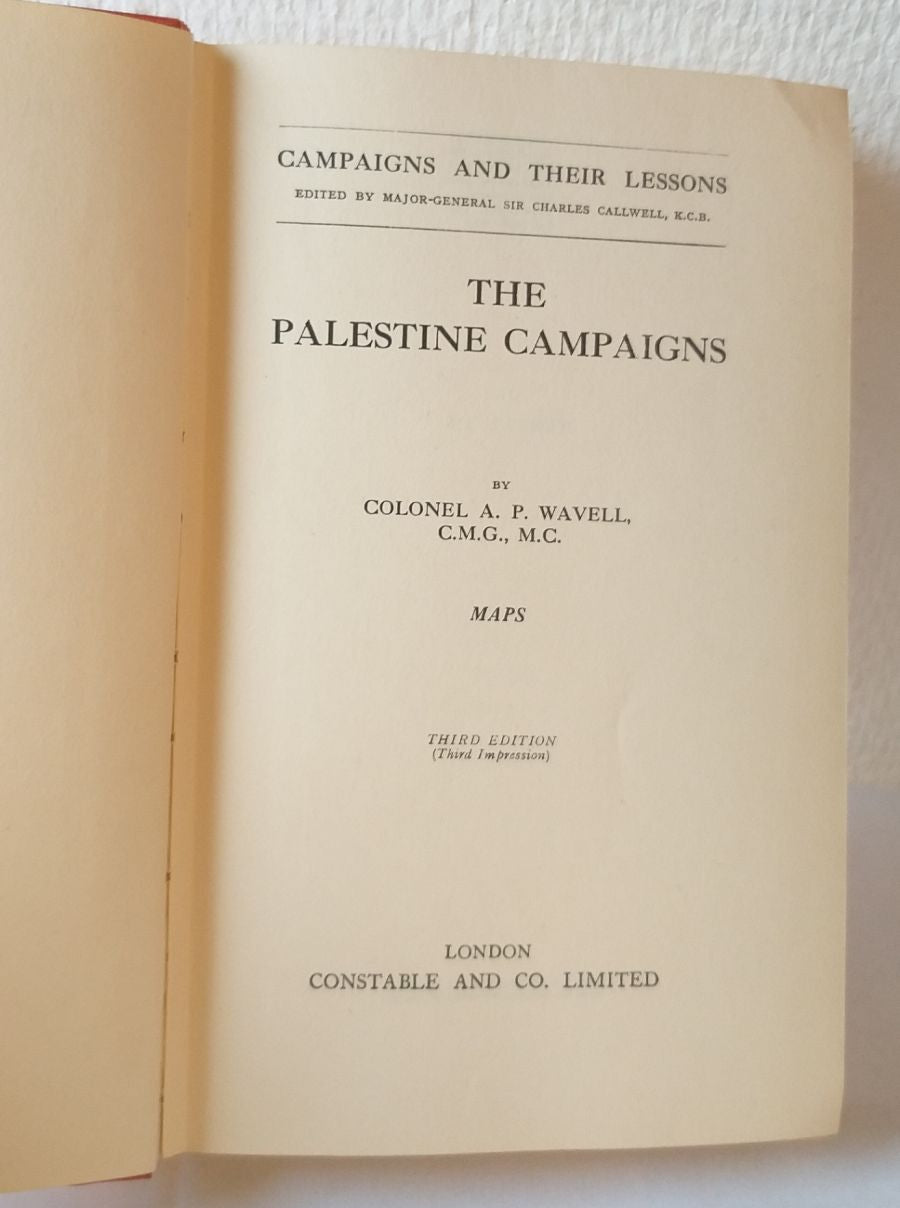 CAMPAIGNS AND THEIR LESSONS
EDITED BY MAJOR-GENERAL SIR CHARLES CALLWELL, K.C.B.
THE
PALESTINE CAMPAIGNS
BY
COLONEL A. P. WAVELL,
C.M.G., M.C.
MAPS
THIRD EDITION
(Third Impression)
LONDON
CONSTABLE AND CO. LIMITED